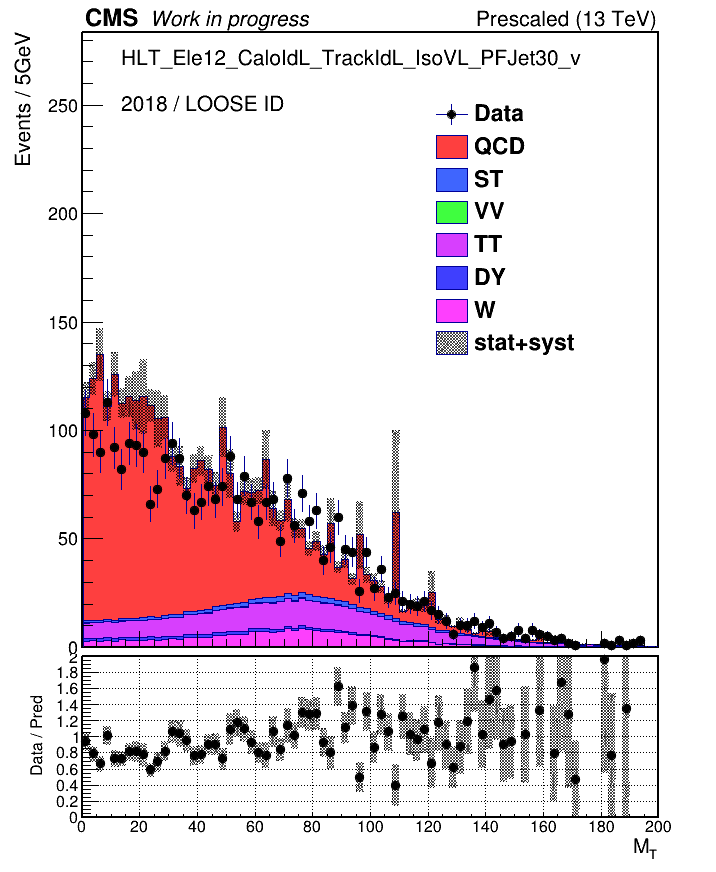 CMS Work in progress Prescaled (13 TeV)
Events / 5GeV
HLT_Ele12_CaloIdL_TrackIdL_IsoVL_PFJet30_v
2018 / LOOSE ID
Data
QCD
ST
VV
TT
DY
W
stat+syst
250
200
150
100
50
0
Data / Pred
2
1.8
1.6
1.4
1.2
1
0.8
0.6
0.4
0.2
0
0 20 40 60 80 100 120 140 160 180 200
M_T